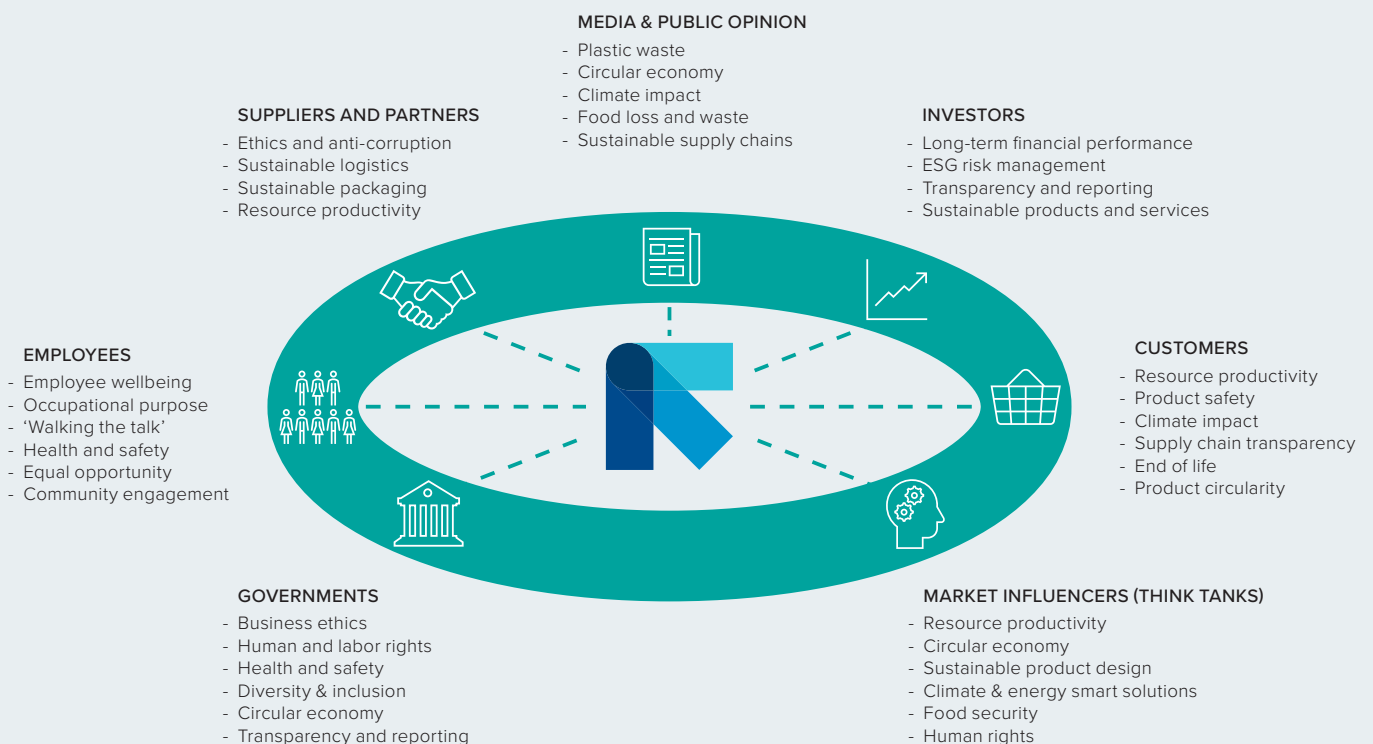 MEDIA & PUBLIC OPINION
- Plastic waste
- Circular economy
- Climate impact
- Food loss and waste
- Sustainable supply chains
SUPPLIERS AND PARTNERS
- Ethics and anti-corruption
- Sustainable logistics
- Sustainable packaging
- Resource productivity
INVESTORS
- Long-term financial performance
- ESG risk management
- Transparency and reporting
- Sustainable products and services
EMPLOYEES
- Employee wellbeing
- Occupational purpose
- ‘Walking the talk’
- Health and safety
- Equal opportunity
- Community engagement
CUSTOMERS
- Resource productivity
- Product safety
- Climate impact
- Supply chain transparency
- End of life
- Product circularity
GOVERNMENTS
- Business ethics
- Human and labor rights
- Health and safety
- Diversity & inclusion
- Circular economy
- Transparency and reporting
MARKET INFLUENCERS (THINK TANKS)
- Resource productivity
- Circular economy
- Sustainable product design
- Climate & energy smart solutions
- Food security
- Human rights